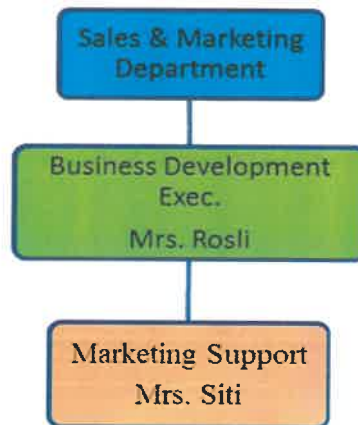 Sales & Marketing
Department
Business Development
Exec.
Mrs. Rosli
Marketing Support
Mrs. Siti